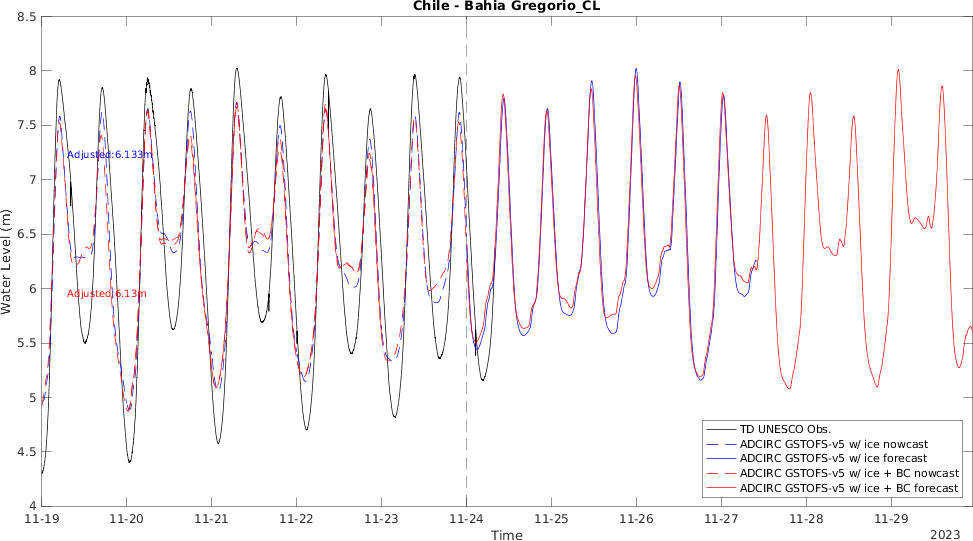 Chile - Bahia Gregorio_CL
8.5
8
7.5
7
6.5
6
5.5
5
4.5
4
Water Level (m)
Adjusted:6.133m
Adjusted:6.13m
TD UNESCO Obs.
ADCIRC GSTOFS-v5 w/ ice nowcast
ADCIRC GSTOFS-v5 w/ ice forecast
ADCIRC GSTOFS-v5 w/ ice + BC nowcast
ADCIRC GSTOFS-v5 w/ ice + BC forecast
11-19 11-20 11-21 11-22 11-23 11-24 11-25 11-26 11-27 11-28 11-29
Time
2023